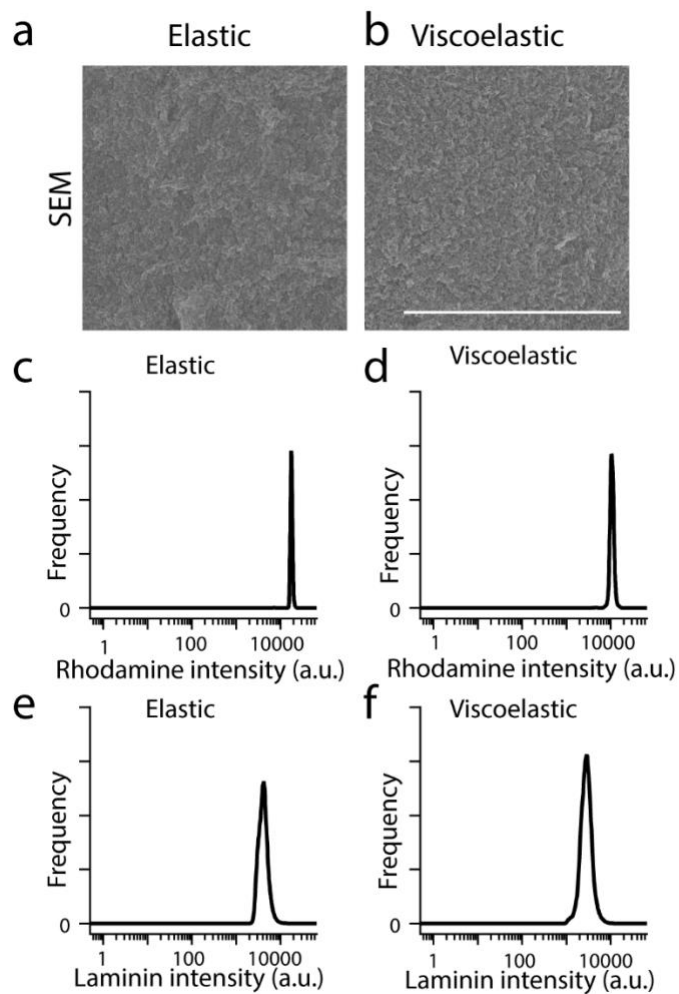 a
Elastic
b
Viscoelastic
SEM
c
Elastic
d
Viscoelastic
Frequency
0
1
100
10000
Rhodamine intensity (a.u.)
Frequency
0
1
100
10000
Rhodamine intensity (a.u.)
e
Elastic
f
Viscoelastic
Frequency
0
1
100
10000
Laminin intensity (a.u.)
Frequency
0
1
100
10000
Laminin intensity (a.u.)